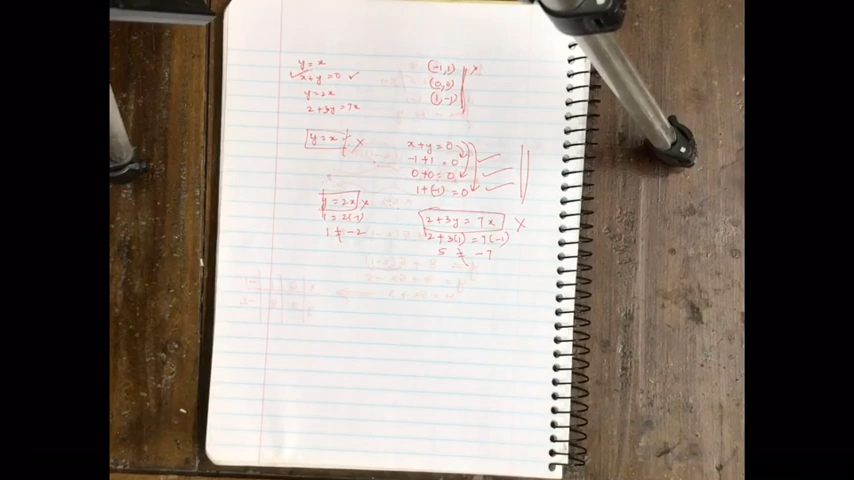 y = x
x+y = 0 ✓
y = 2x
2 + 3y = 7x
(-1, 1)
(0, 0)
(1, -1)
y = x
x + y = 0
-1 + 1 = 0
0 + 0 = 0
1 + (-1) = 0
y = 2x
1 = 2(-1)
1 ≠ -2
2 + 3y = 7x
2 + 3(1) = 7(-1)
5 ≠ -7